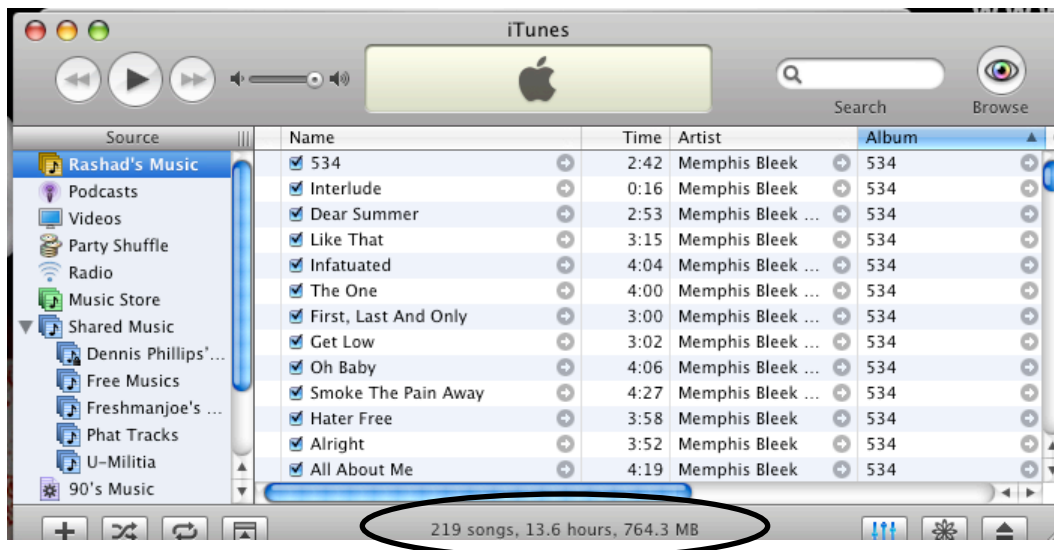 iTunes
Search
Browse
Source
Name Time Artist Album
Rashad's Music
Podcasts
Videos
Party Shuffle
Radio
Music Store
Shared Music
Dennis Phillips'...
Free Musics
Freshmanjoe's ...
Phat Tracks
U-Militia
90's Music
534 2:42 Memphis Bleek 534
Interlude 0:16 Memphis Bleek 534
Dear Summer 2:53 Memphis Bleek ... 534
Like That 3:15 Memphis Bleek 534
Infatuated 4:04 Memphis Bleek ... 534
The One 4:00 Memphis Bleek ... 534
First, Last And Only 3:00 Memphis Bleek ... 534
Get Low 3:02 Memphis Bleek 534
Oh Baby 4:06 Memphis Bleek ... 534
Smoke The Pain Away 4:27 Memphis Bleek ... 534
Hater Free 3:58 Memphis Bleek 534
Alright 3:52 Memphis Bleek 534
All About Me 4:19 Memphis Bleek 534
219 songs, 13.6 hours, 764.3 MB